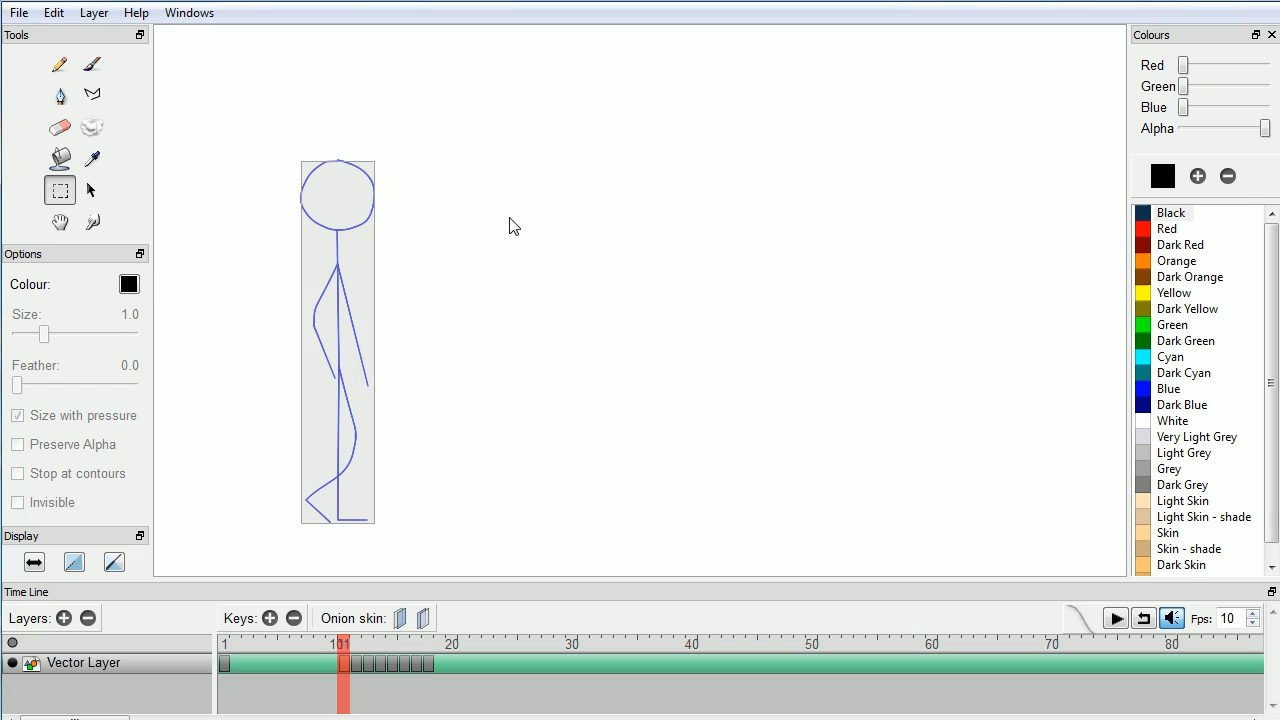 File Edit Layer Help Windows
Tools
Colours
Red
Green
Blue
Alpha
Options
Colour:
Size: 1.0
Feather: 0.0
Size with pressure
Preserve Alpha
Stop at contours
Invisible
Display
Black
Red
Dark Red
Orange
Dark Orange
Yellow
Dark Yellow
Green
Dark Green
Cyan
Dark Cyan
Blue
Dark Blue
White
Very Light Grey
Light Grey
Grey
Dark Grey
Light Skin
Light Skin - shade
Skin
Skin - shade
Dark Skin
Time Line
Layers: Keys: Onion skin: Fps: 10
1 11 20 30 40 50 60 70 80
Vector Layer